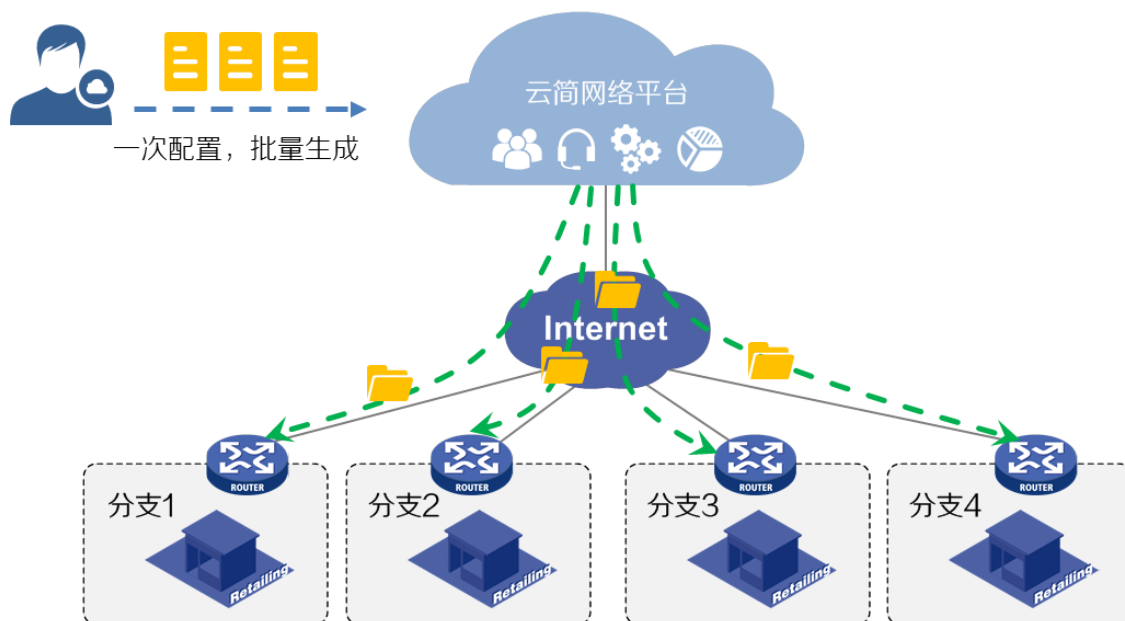 云简网络平台
一次配置，批量生成
Internet
ROUTER
ROUTER
ROUTER
ROUTER
分支1
分支2
分支3
分支4
Retailing
Retailing
Retailing
Retailing